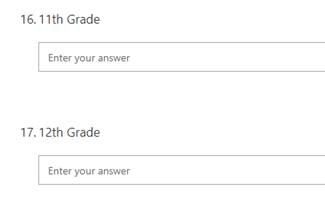 16. 11th Grade
Enter your answer
17. 12th Grade
Enter your answer